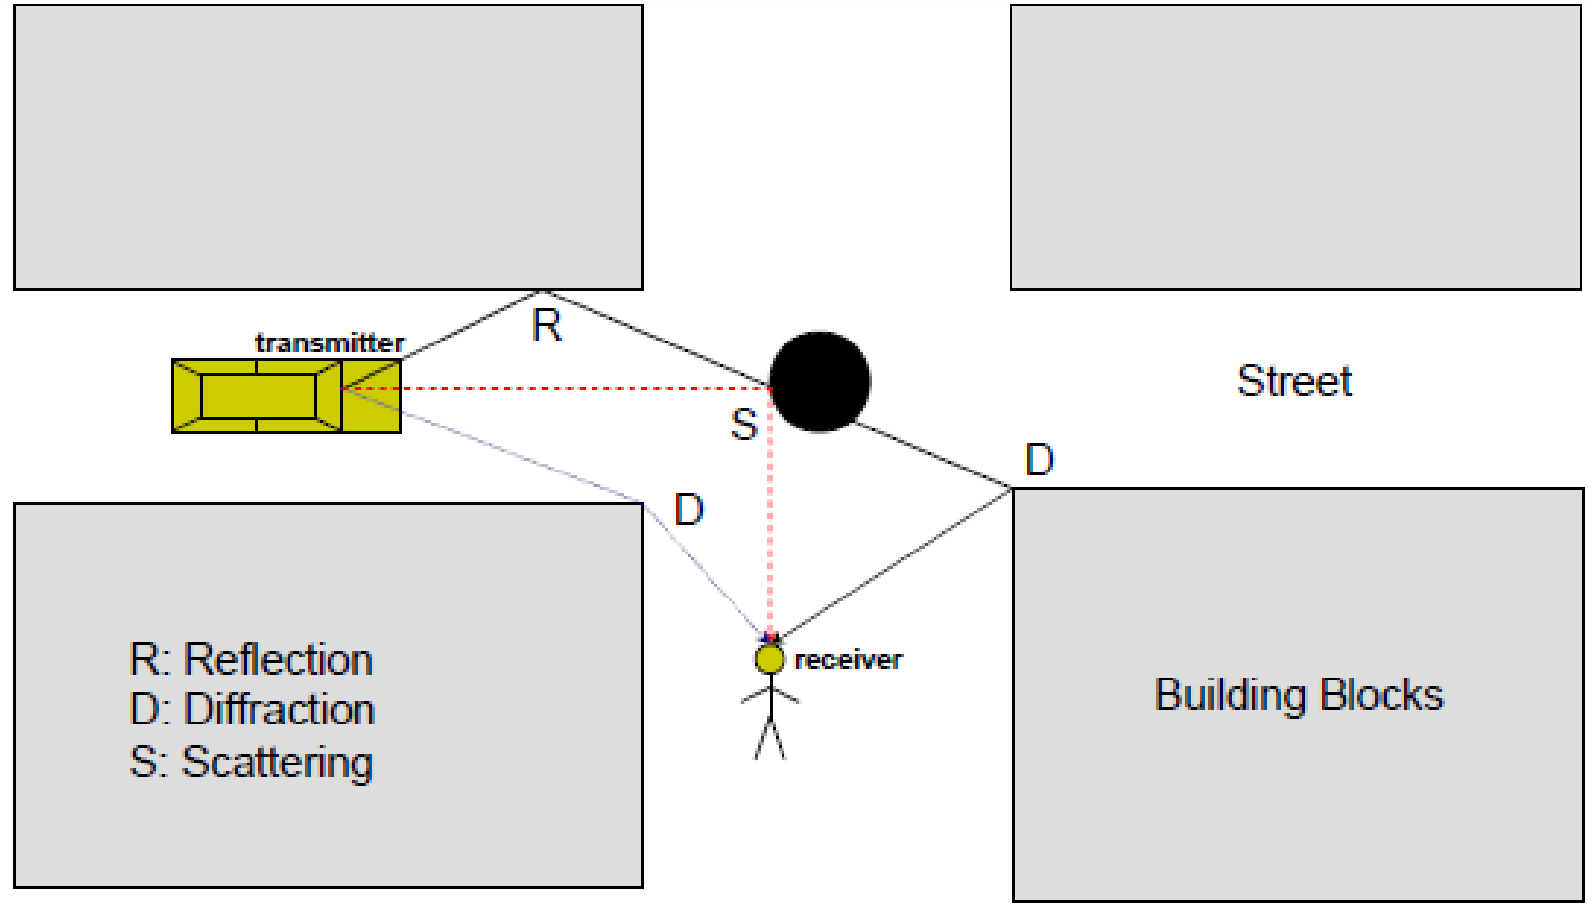 transmitter
R
Street
S
D
D
R: Reflection
D: Diffraction
S: Scattering
receiver
Building Blocks